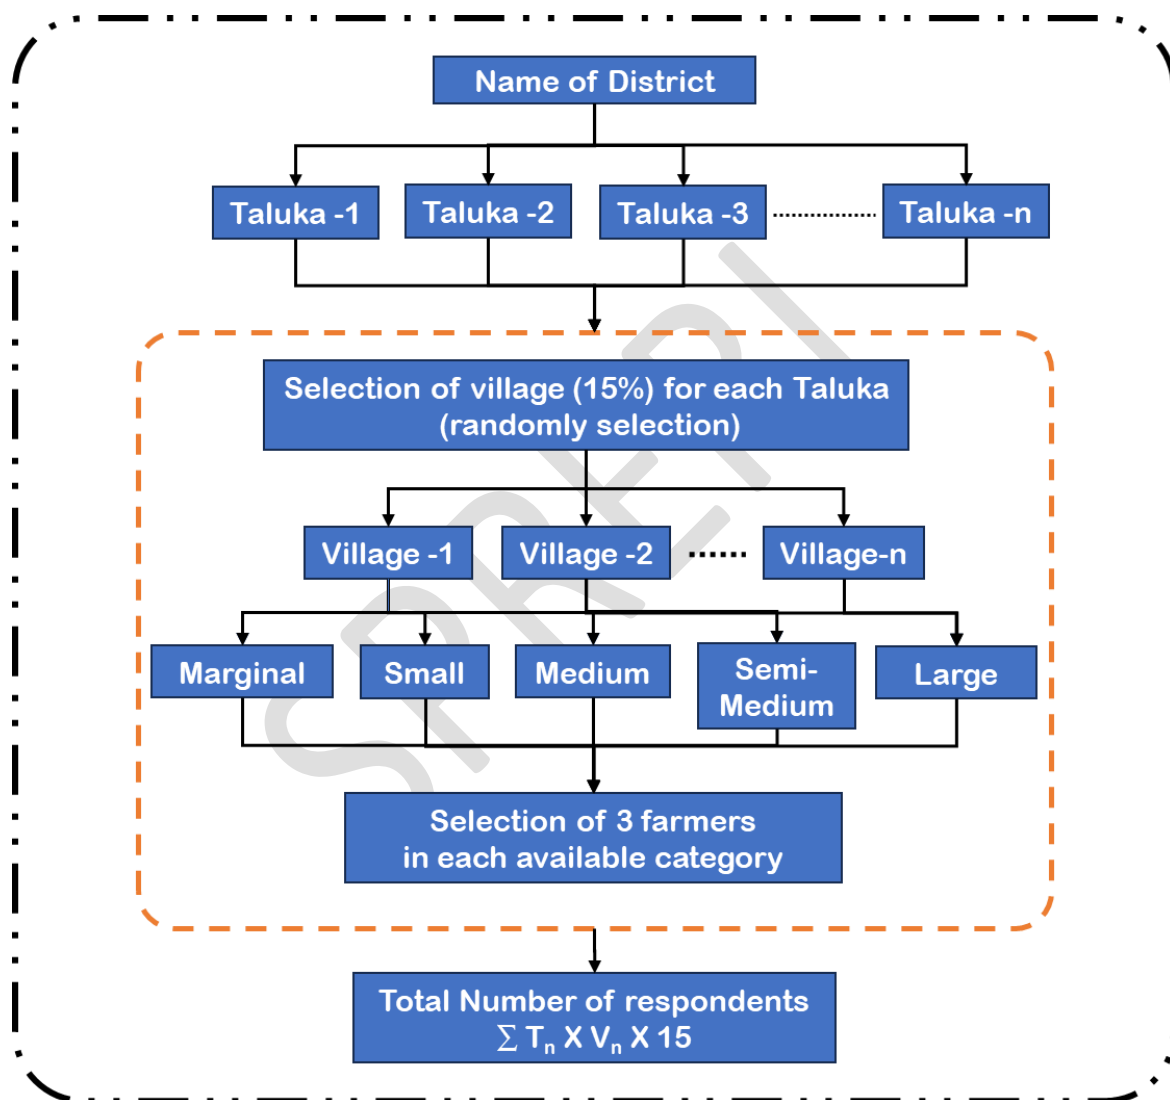 Name of District
Taluka -1
Taluka -2
Taluka -3
Taluka -n
Selection of village (15%) for each Taluka
(randomly selection)
Village -1
Village -2
Village-n
Marginal
Small
Medium
Semi-
Medium
Large
Selection of 3 farmers
in each available category
Total Number of respondents
∑ Tₙ X Vₙ X 15
SPREPI